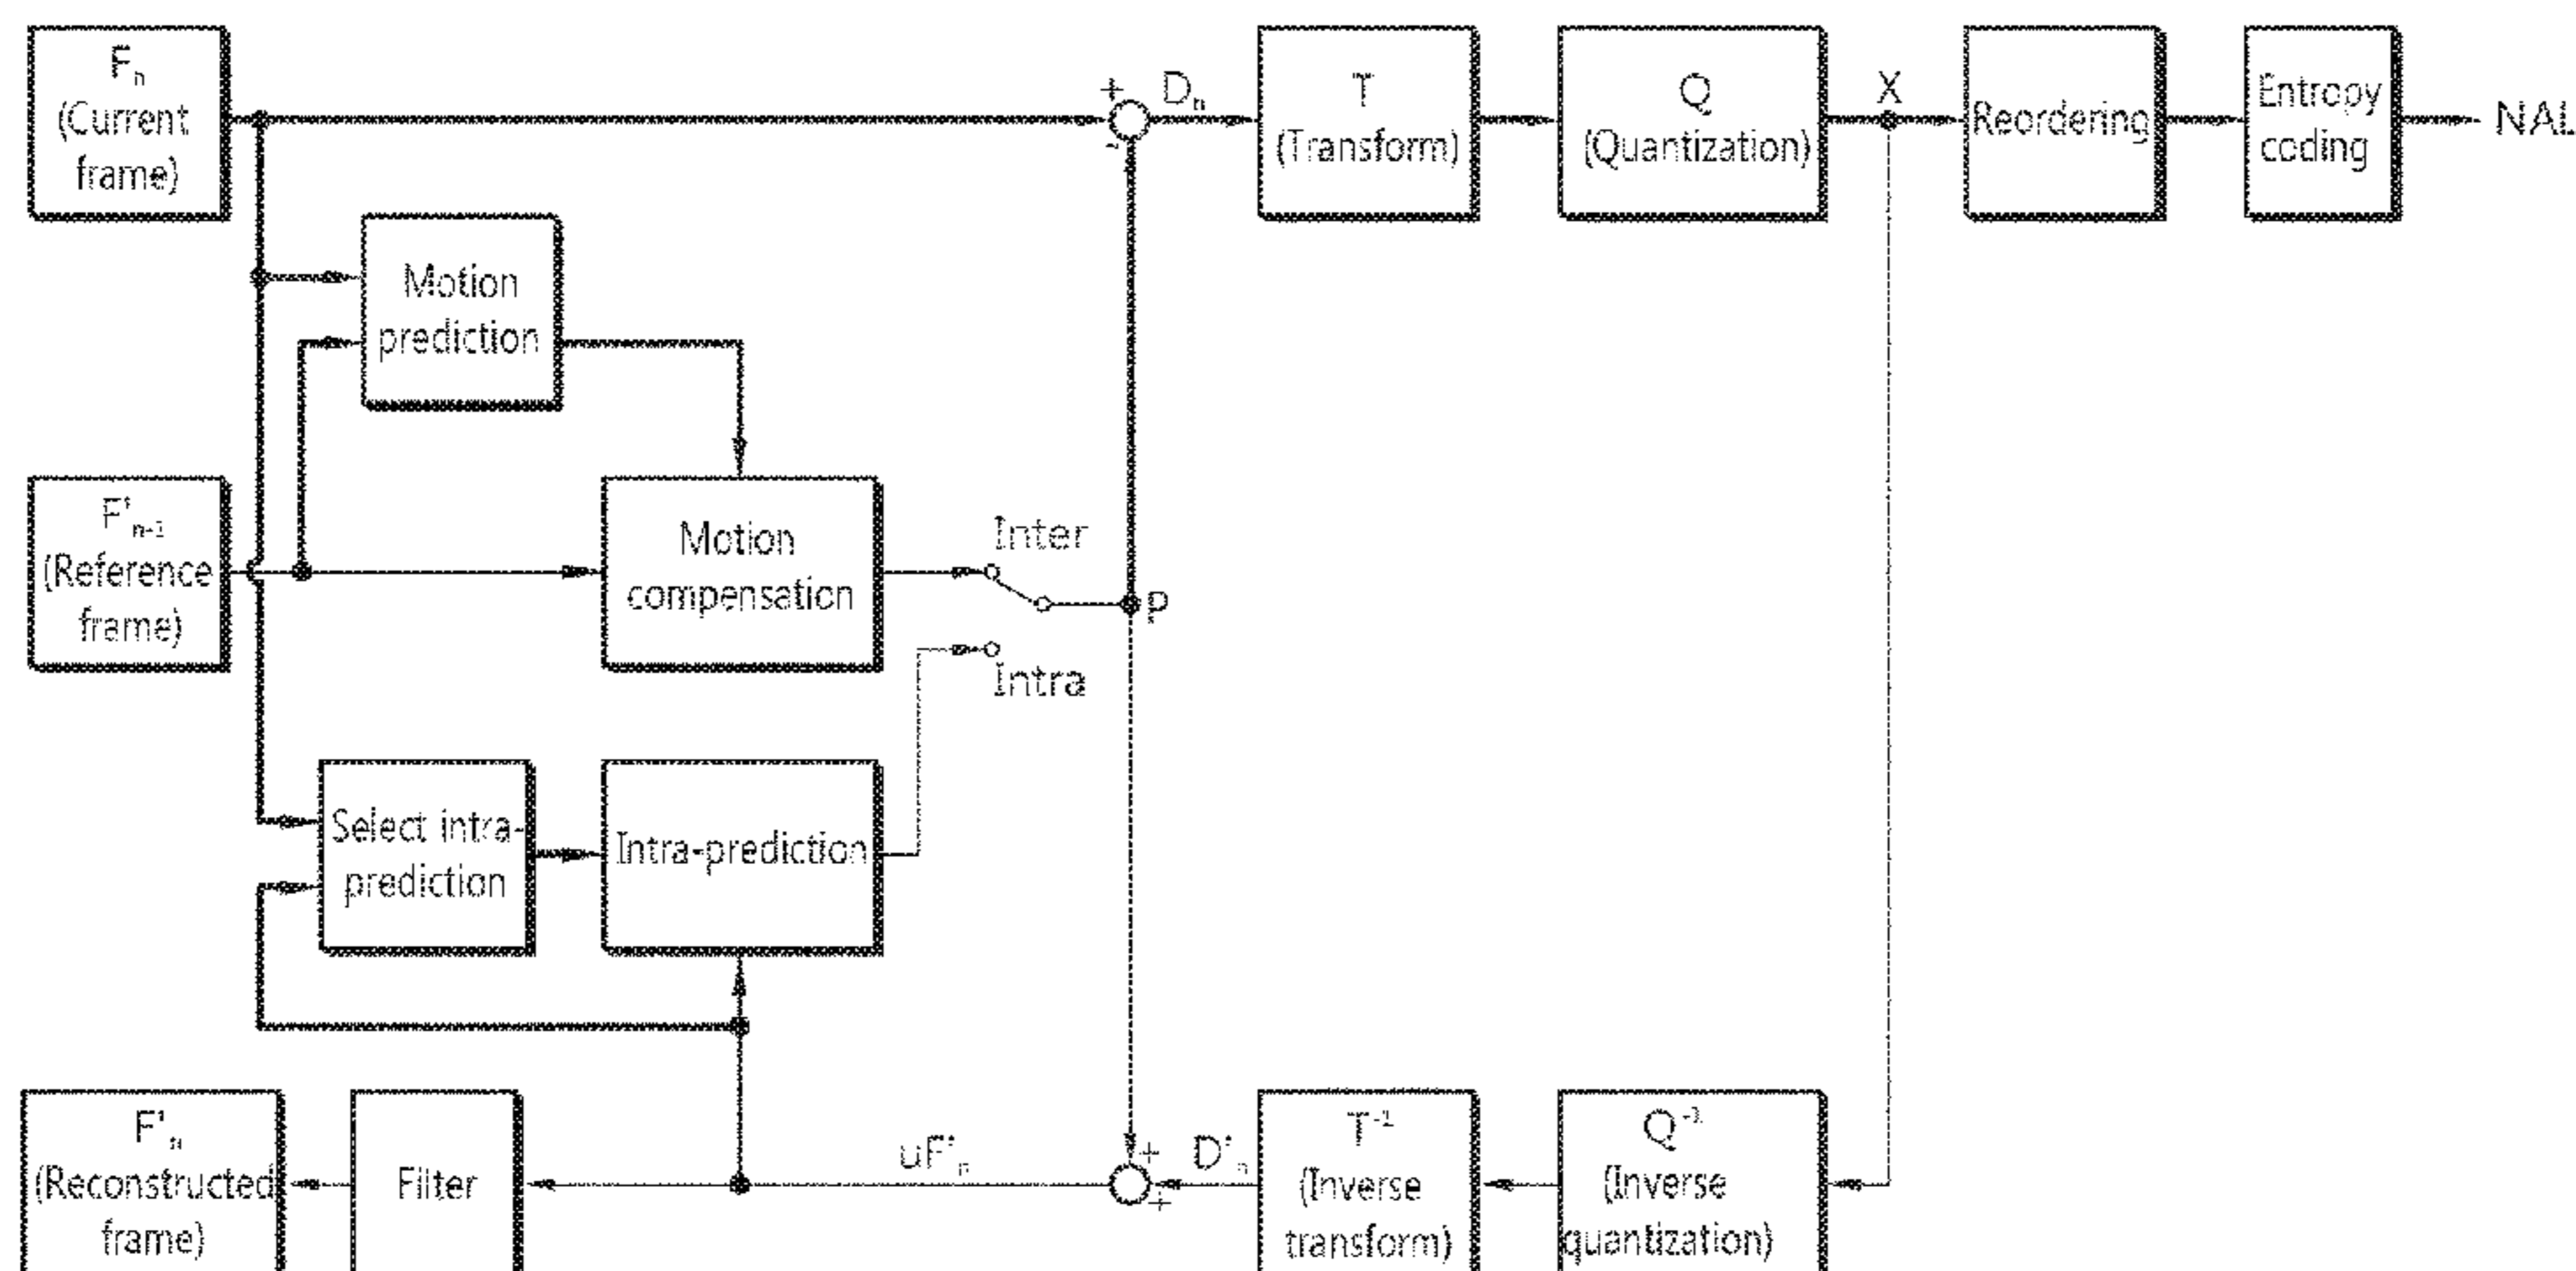 Fn
(Current
frame)
+
-
Dn
T
(Transform)
Q
(Quantization)
X
Reordering
Entropy
coding
NAL
Motion
prediction
F'n-1
(Reference
frame)
Motion
compensation
Inter
P
Intra
Select intra-
prediction
Intra-prediction
F'n
(Reconstructed
frame)
Filter
uF'n
+
+
D'n
T-1
(Inverse
transform)
Q-1
(Inverse
quantization)